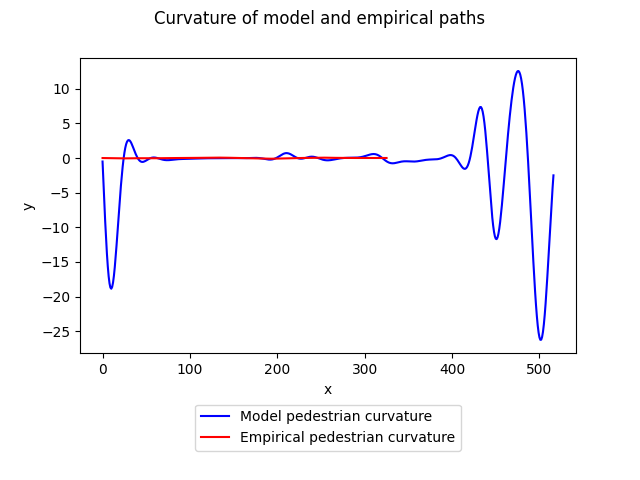 Curvature of model and empirical paths
10
5
0
−5
−10
−15
−20
−25
y
0 100 200 300 400 500
x
Model pedestrian curvature
Empirical pedestrian curvature